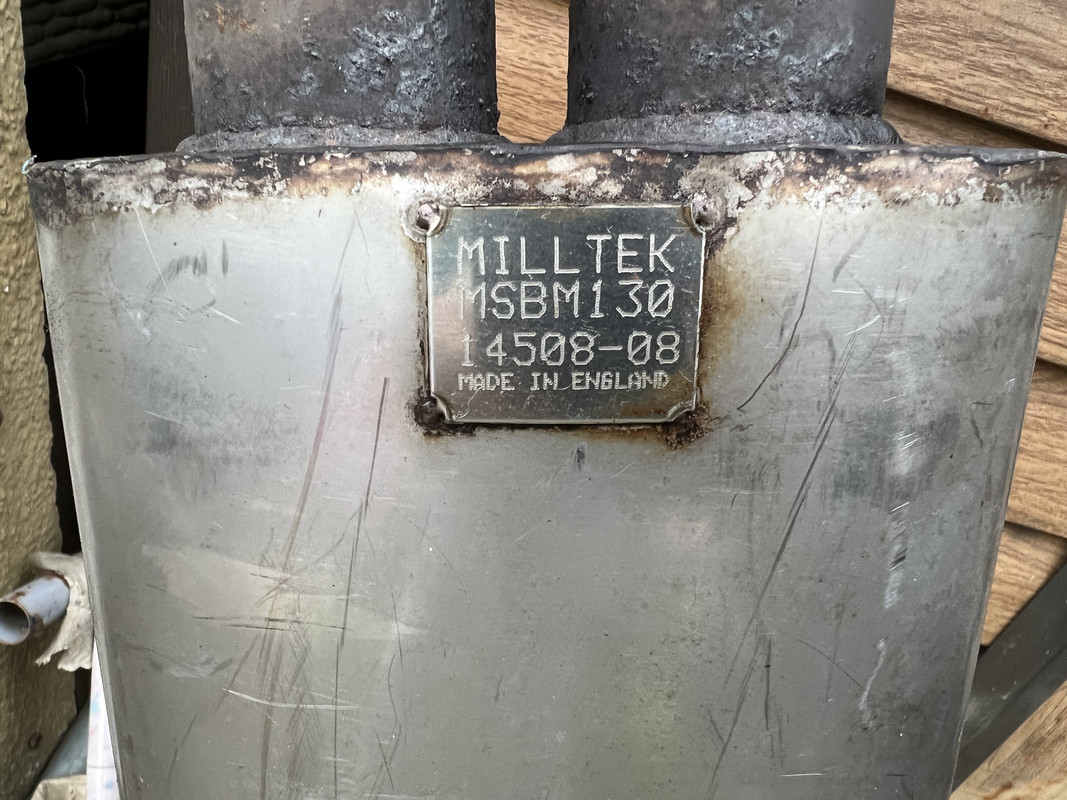 MILLTEK
MSBM130
14508-08
MADE IN ENGLAND